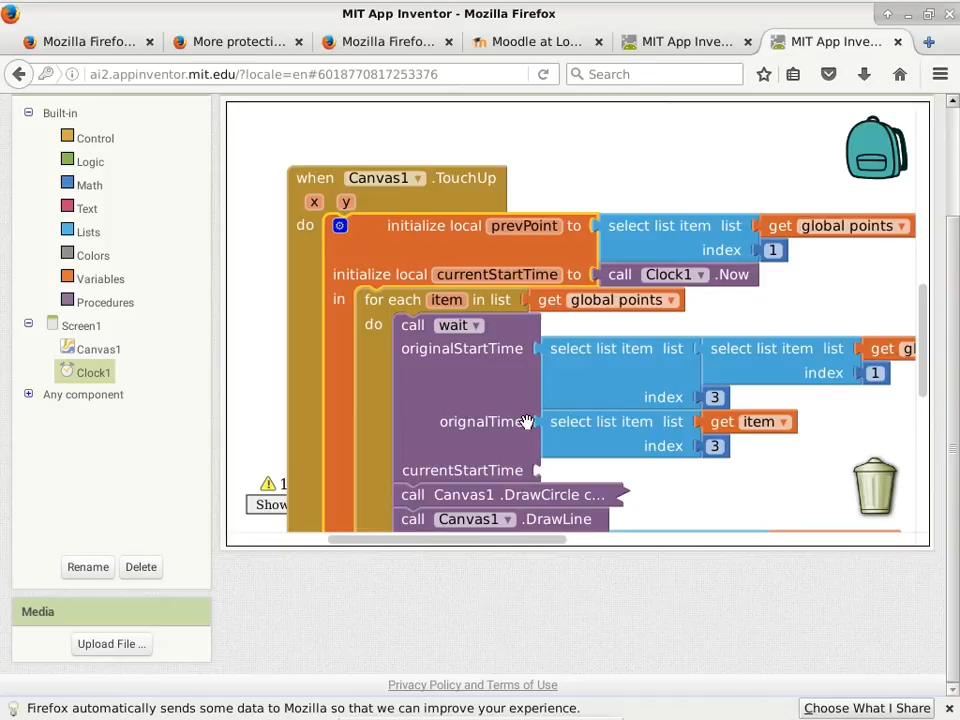 MIT App Inventor - Mozilla Firefox
Mozilla Firefo...
More protecti...
Mozilla Firefo...
Moodle at Lo...
MIT App Inve...
MIT App Inve...
ai2.appinventor.mit.edu/?locale=en#6018770817253376
Search
Built-in
Control
Logic
Math
Text
Lists
Colors
Variables
Procedures
Screen1
Canvas1
Clock1
Any component
Rename
Delete
Media
Upload File ...
when Canvas1 .TouchUp
x y
do initialize local prevPoint to select list item list get global points
index 1
initialize local currentStartTime to call Clock1 .Now
in for each item in list get global points
do call wait
originalStartTime select list item list select list item list get gl
index 1
index 3
orignalTime select list item list get item
index 3
currentStartTime
1
Show
call Canvas1 .DrawCircle c...
call Canvas1 .DrawLine
Privacy Policy and Terms of Use
Firefox automatically sends some data to Mozilla so that we can improve your experience.
Choose What I Share